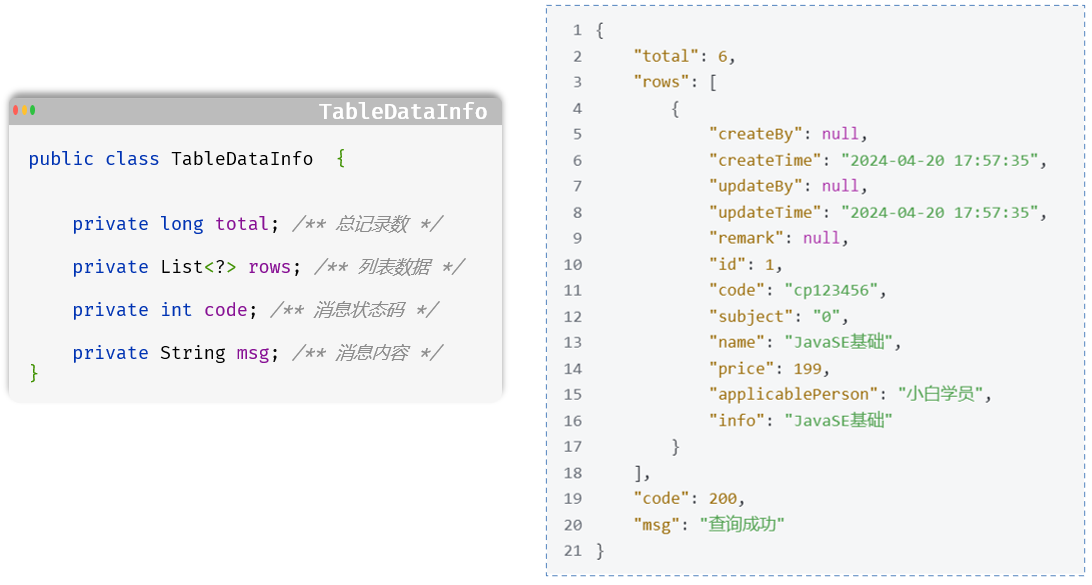 TableDataInfo
public class TableDataInfo {
private long total; /** 总记录数 */
private List<?> rows; /** 列表数据 */
private int code; /** 消息状态码 */
private String msg; /** 消息内容 */
}
1 {
2 "total": 6,
3 "rows": [
4 {
5 "createBy": null,
6 "createTime": "2024-04-20 17:57:35",
7 "updateBy": null,
8 "updateTime": "2024-04-20 17:57:35",
9 "remark": null,
10 "id": 1,
11 "code": "cp123456",
12 "subject": "0",
13 "name": "JavaSE基础",
14 "price": 199,
15 "applicablePerson": "小白学员",
16 "info": "JavaSE基础"
17 }
18 ],
19 "code": 200,
20 "msg": "查询成功"
21 }